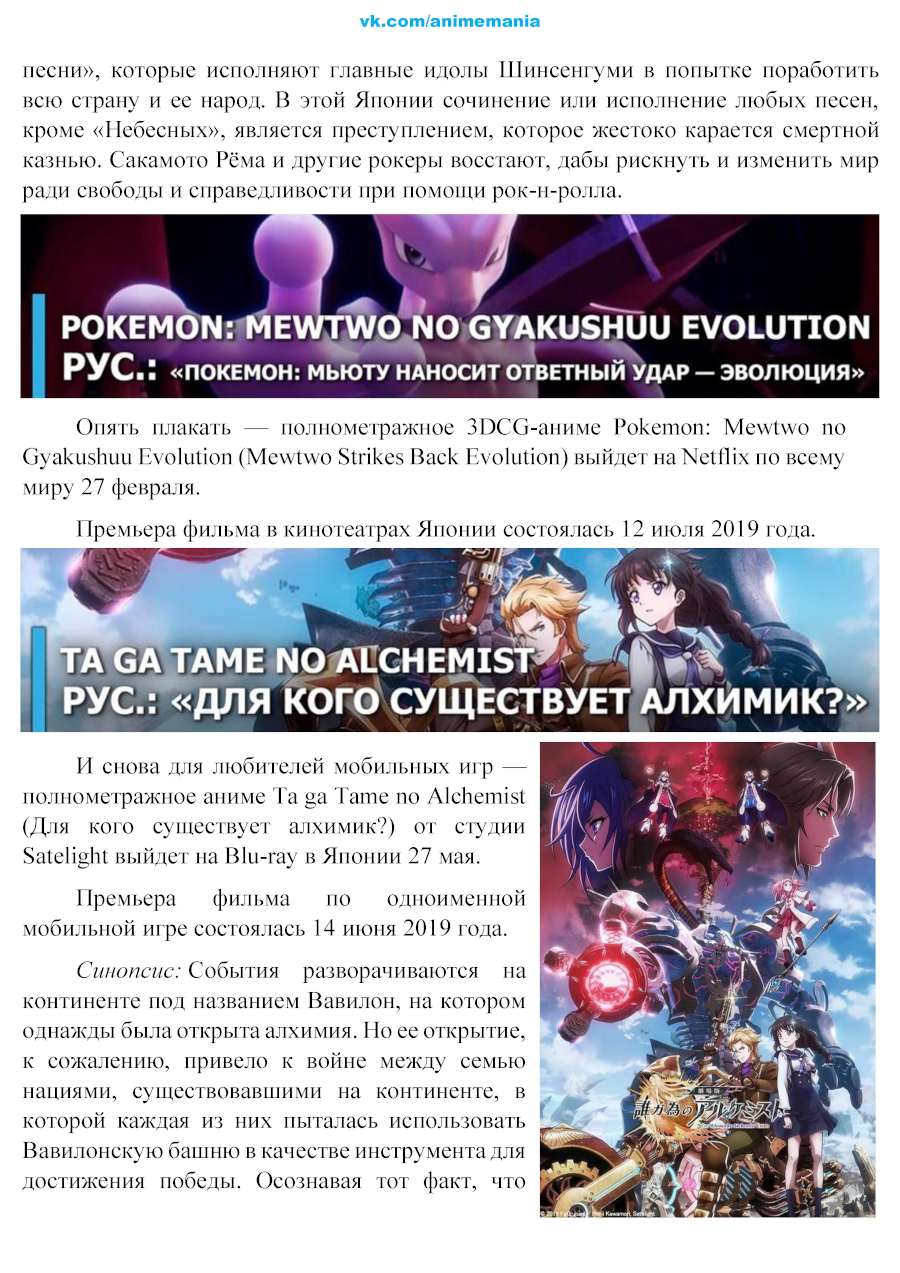 vk.com/animemania
песни», которые исполняют главные идолы Шинсенгуми в попытке поработить
всю страну и ее народ. В этой Японии сочинение или исполнение любых песен,
кроме «Небесных», является преступлением, которое жестоко карается смертной
казнью. Сакамото Рёма и другие рокеры восстают, дабы рискнуть и изменить мир
ради свободы и справедливости при помощи рок-н-ролла.
POKEMON: MEWTWO NO GYAKUSHUU EVOLUTION
РУС.: «ПОКЕМОН: МЬЮТУ НАНОСИТ ОТВЕТНЫЙ УДАР — ЭВОЛЮЦИЯ»
Опять плакать — полнометражное 3DCG-аниме Pokemon: Mewtwo no
Gyakushuu Evolution (Mewtwo Strikes Back Evolution) выйдет на Netflix по всему
миру 27 февраля.
Премьера фильма в кинотеатрах Японии состоялась 12 июля 2019 года.
TA GA TAME NO ALCHEMIST
РУС.: «ДЛЯ КОГО СУЩЕСТВУЕТ АЛХИМИК?»
И снова для любителей мобильных игр —
полнометражное аниме Ta ga Tame no Alchemist
(Для кого существует алхимик?) от студии
Satelight выйдет на Blu-ray в Японии 27 мая.
Премьера фильма по одноименной
мобильной игре состоялась 14 июня 2019 года.
Синопсис: События разворачиваются на
континенте под названием Вавилон, на котором
однажды была открыта алхимия. Но ее открытие,
к сожалению, привело к войне между семью
нациями, существовавшими на континенте, в
которой каждая из них пыталась использовать
Вавилонскую башню в качестве инструмента для
достижения победы. Осознавая тот факт, что
劇場版
誰ガ為のアルケミスト
© 2019 Shoji Kawamori, Satelight